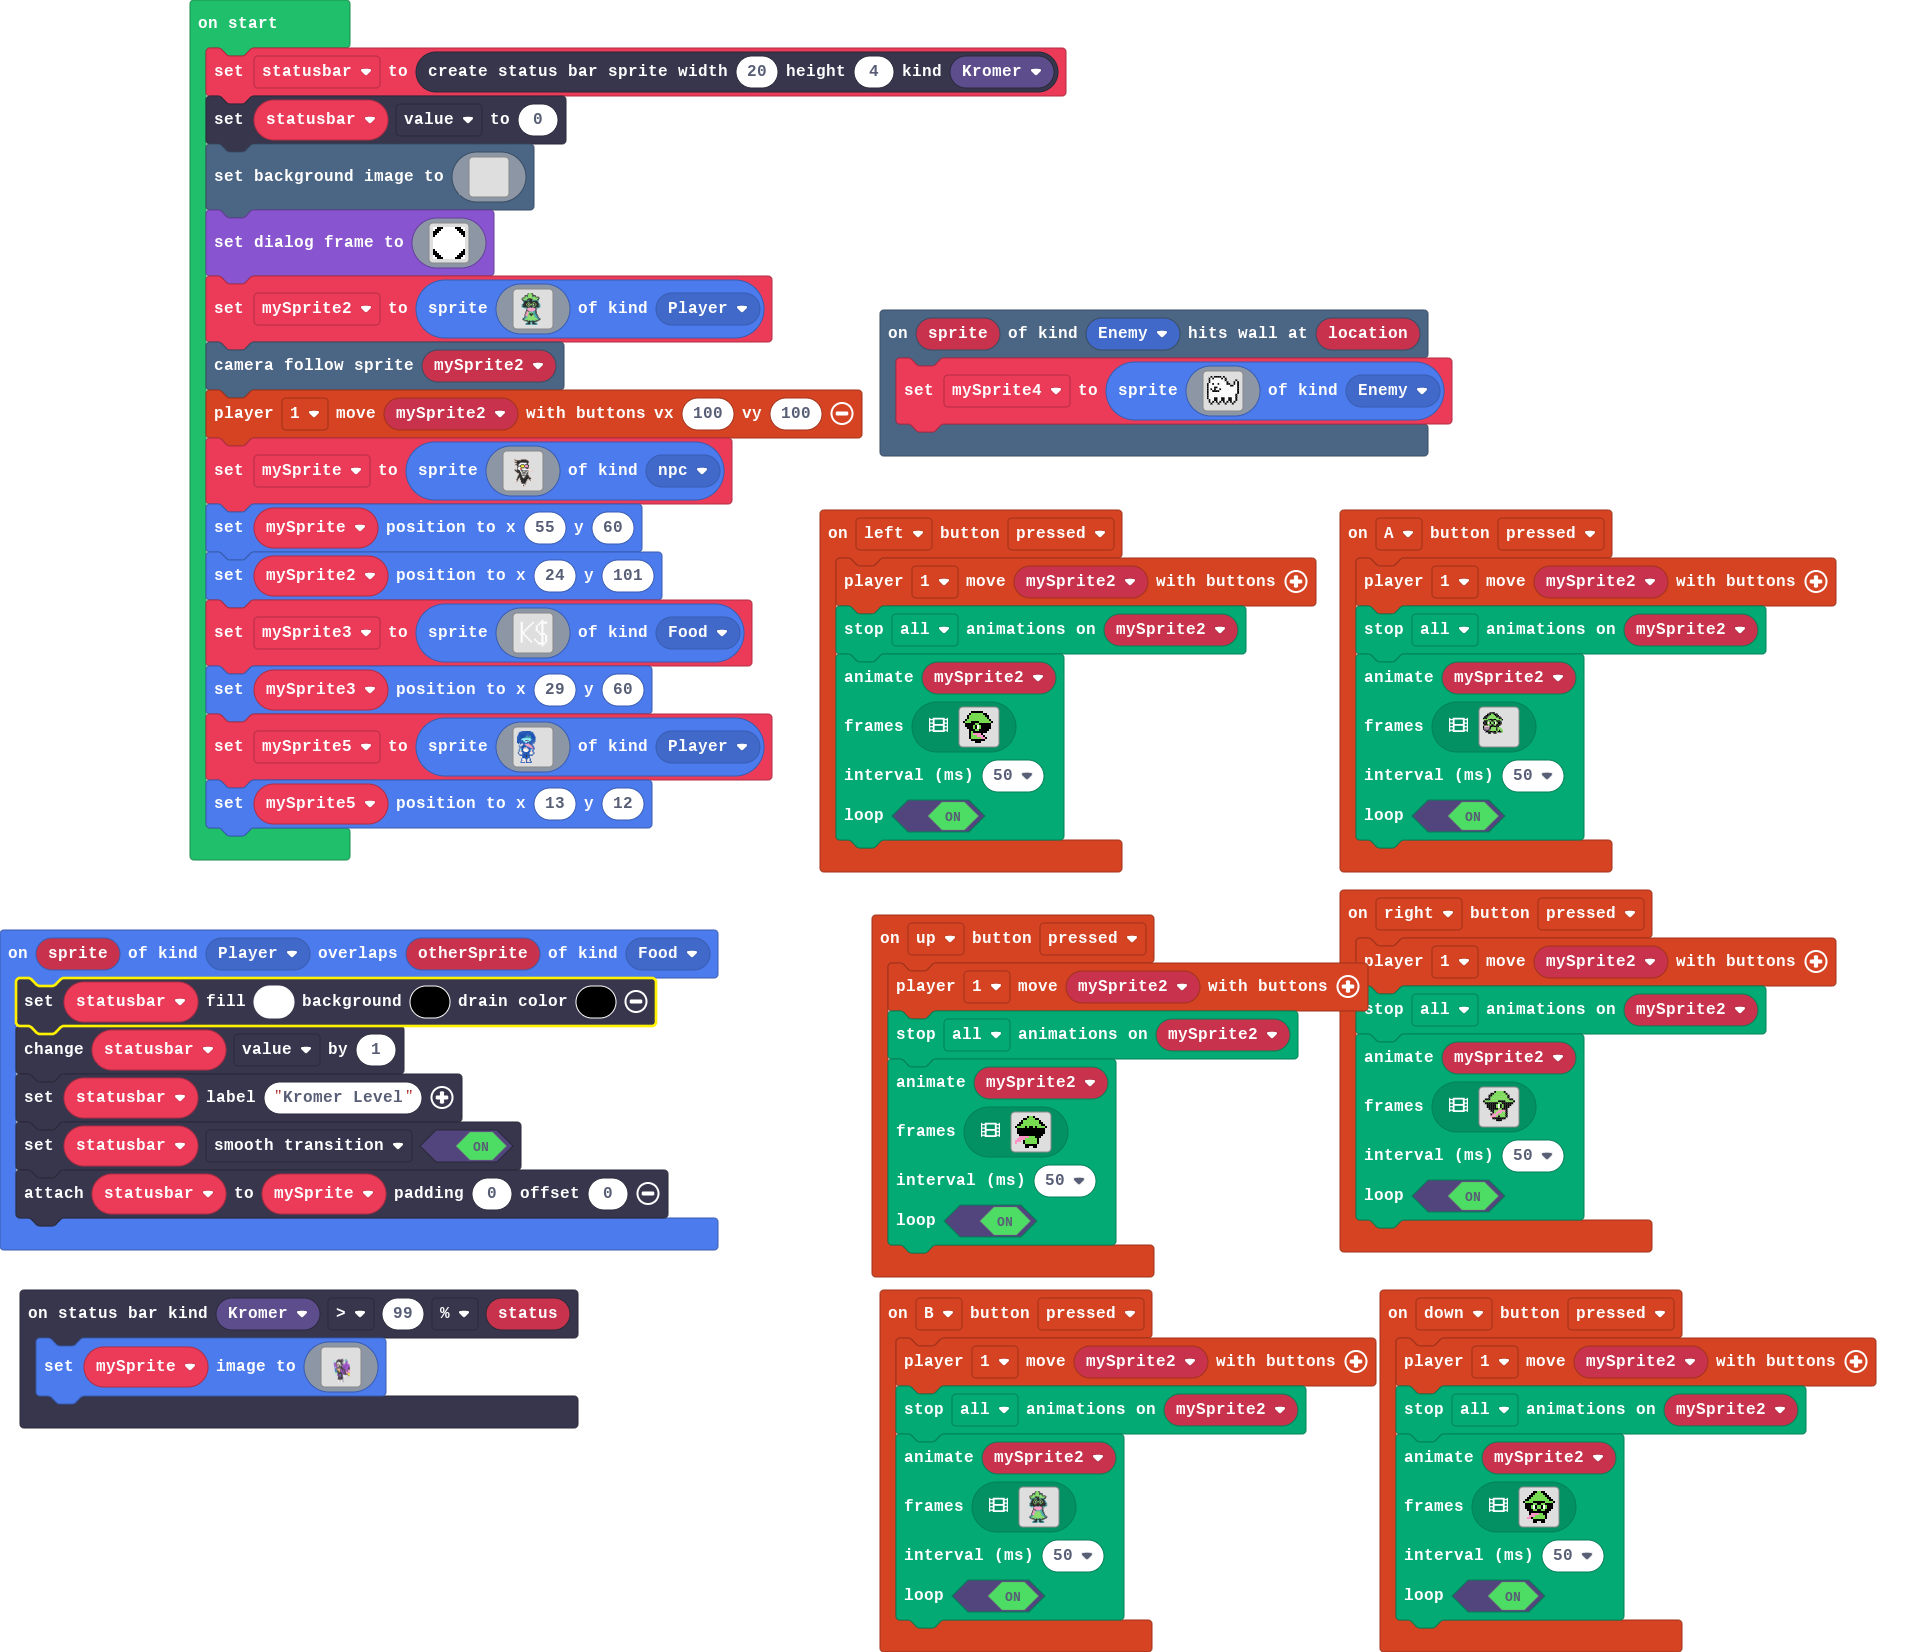 on start
set statusbar to create status bar sprite width 20 height 4 kind Kromer
set statusbar value to 0
set background image to
set dialog frame to
set mySprite2 to sprite of kind Player
camera follow sprite mySprite2
player 1 move mySprite2 with buttons vx 100 vy 100
set mySprite to sprite of kind npc
set mySprite position to x 55 y 60
set mySprite2 position to x 24 y 101
set mySprite3 to sprite K$ of kind Food
set mySprite3 position to x 29 y 60
set mySprite5 to sprite of kind Player
set mySprite5 position to x 13 y 12
on sprite of kind Enemy hits wall at location
set mySprite4 to sprite of kind Enemy
on left button pressed
player 1 move mySprite2 with buttons
stop all animations on mySprite2
animate mySprite2
frames
interval (ms) 50
loop ON
on A button pressed
player 1 move mySprite2 with buttons
stop all animations on mySprite2
animate mySprite2
frames
interval (ms) 50
loop ON
on sprite of kind Player overlaps otherSprite of kind Food
set statusbar fill background drain color
change statusbar value by 1
set statusbar label "Kromer Level"
set statusbar smooth transition ON
attach statusbar to mySprite padding 0 offset 0
on up button pressed
player 1 move mySprite2 with buttons
stop all animations on mySprite2
animate mySprite2
frames
interval (ms) 50
loop ON
on right button pressed
player 1 move mySprite2 with buttons
stop all animations on mySprite2
animate mySprite2
frames
interval (ms) 50
loop ON
on status bar kind Kromer > 99 % status
set mySprite image to
on B button pressed
player 1 move mySprite2 with buttons
stop all animations on mySprite2
animate mySprite2
frames
interval (ms) 50
loop ON
on down button pressed
player 1 move mySprite2 with buttons
stop all animations on mySprite2
animate mySprite2
frames
interval (ms) 50
loop ON